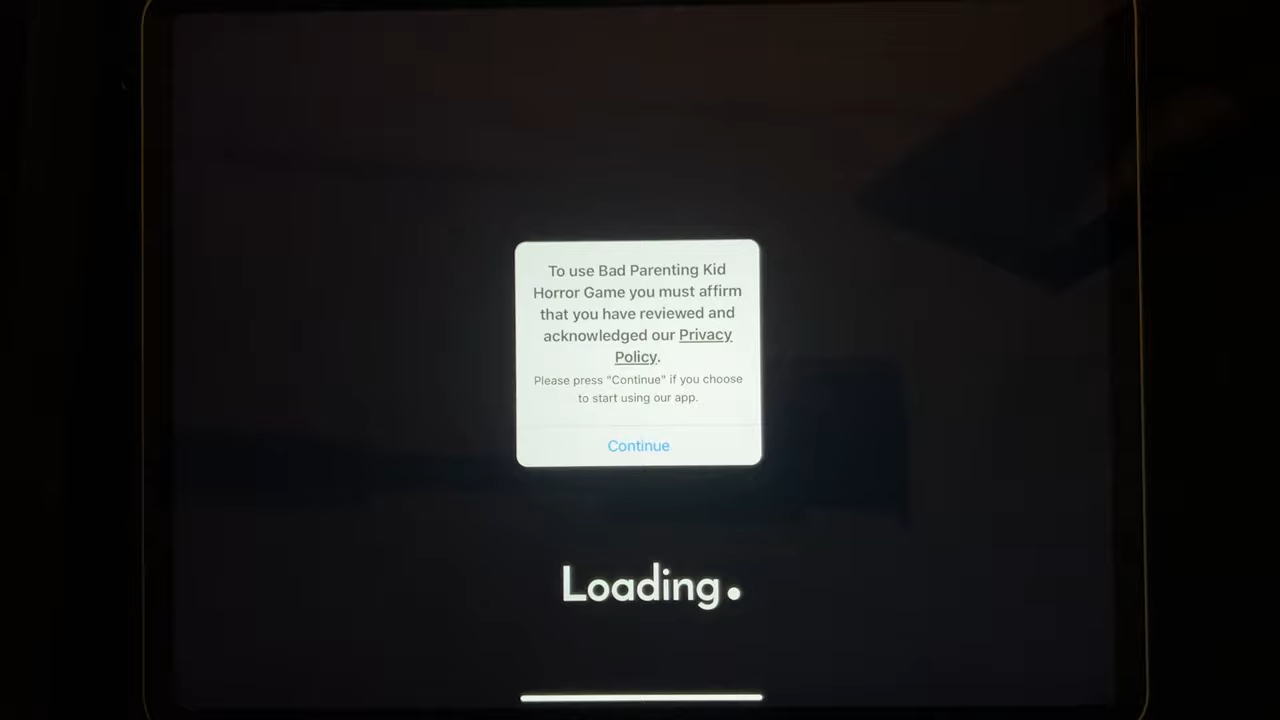 To use Bad Parenting Kid
Horror Game you must affirm
that you have reviewed and
acknowledged our Privacy
Policy.
Please press "Continue" if you choose
to start using our app.
Continue
Loading.